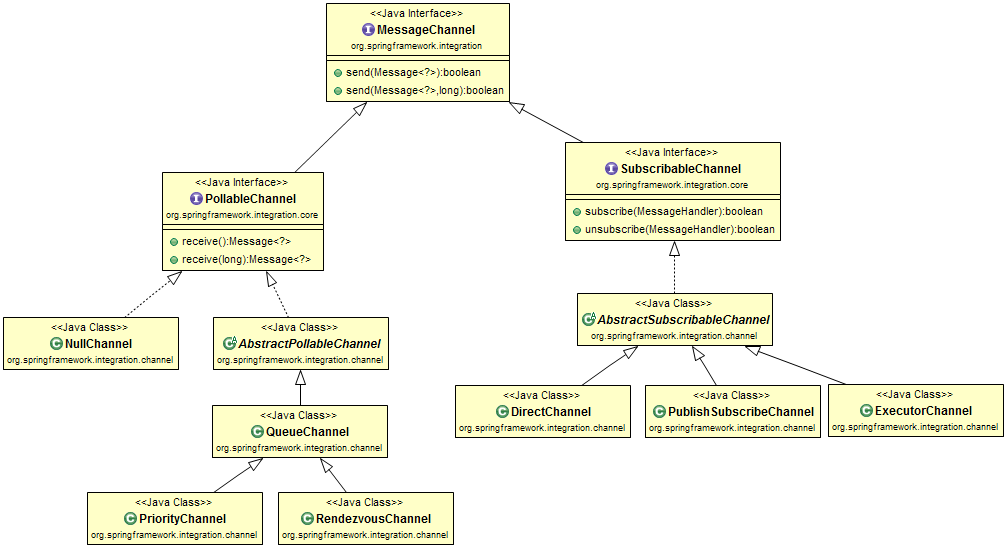 <<Java Interface>>
MessageChannel
org.springframework.integration
send(Message<?>):boolean
send(Message<?>,long):boolean
<<Java Interface>>
SubscribableChannel
org.springframework.integration.core
subscribe(MessageHandler):boolean
unsubscribe(MessageHandler):boolean
<<Java Interface>>
PollableChannel
org.springframework.integration.core
receive():Message<?>
receive(long):Message<?>
<<Java Class>>
AbstractSubscribableChannel
org.springframework.integration.channel
<<Java Class>>
NullChannel
org.springframework.integration.channel
<<Java Class>>
AbstractPollableChannel
org.springframework.integration.channel
<<Java Class>>
DirectChannel
org.springframework.integration.channel
<<Java Class>>
PublishSubscribeChannel
org.springframework.integration.channel
<<Java Class>>
ExecutorChannel
org.springframework.integration.channel
<<Java Class>>
QueueChannel
org.springframework.integration.channel
<<Java Class>>
PriorityChannel
org.springframework.integration.channel
<<Java Class>>
RendezvousChannel
org.springframework.integration.channel